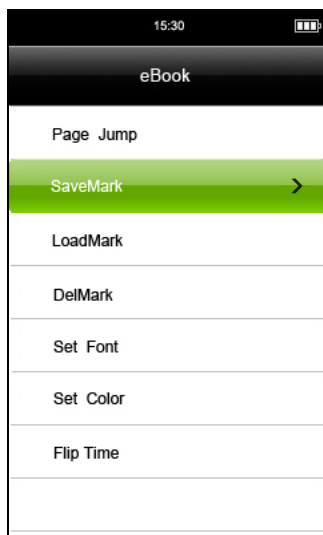 15:30
eBook
Page Jump
SaveMark
LoadMark
DelMark
Set Font
Set Color
Flip Time